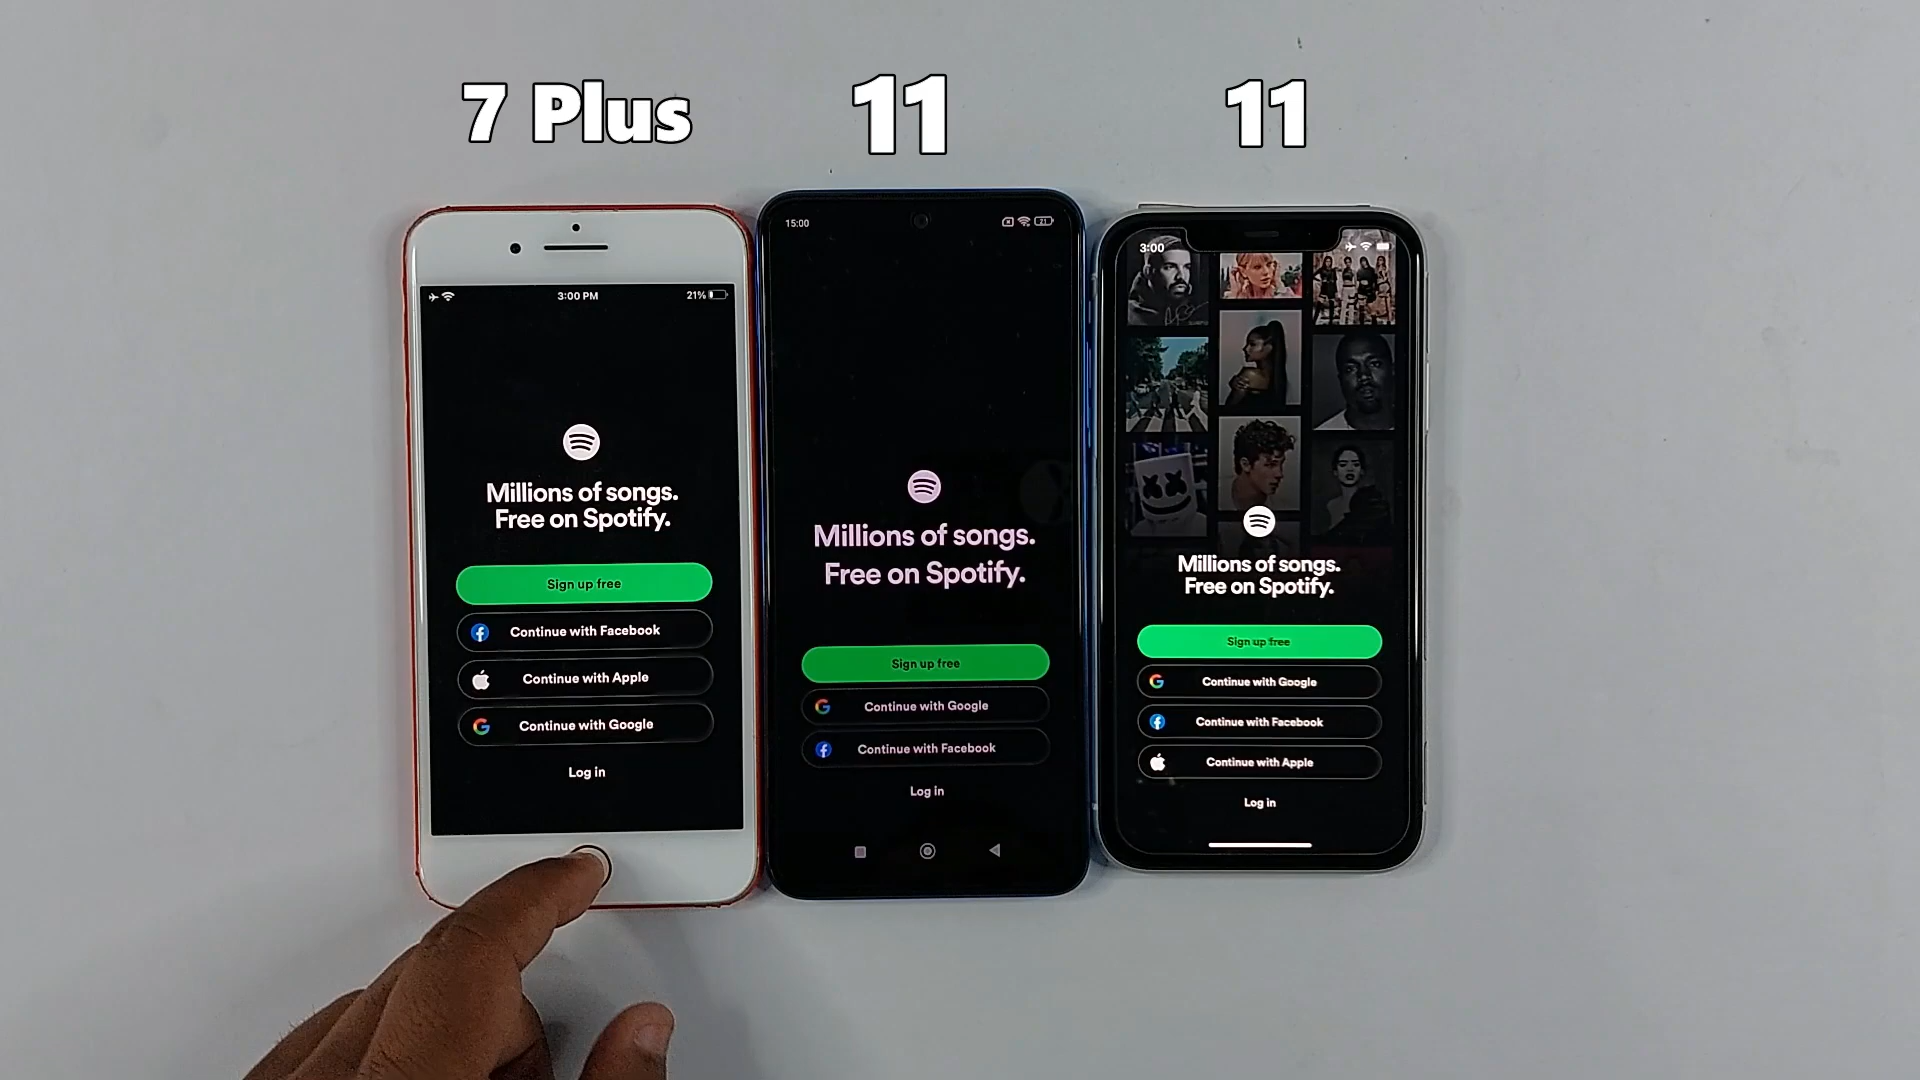 7 Plus
11
11
3:00 PM
21%
Millions of songs.
Free on Spotify.
Sign up free
Continue with Facebook
Continue with Apple
Continue with Google
Log in
15:00
21
Millions of songs.
Free on Spotify.
Sign up free
Continue with Google
Continue with Facebook
Log in
3:00
Millions of songs.
Free on Spotify.
Sign up free
Continue with Google
Continue with Facebook
Continue with Apple
Log in